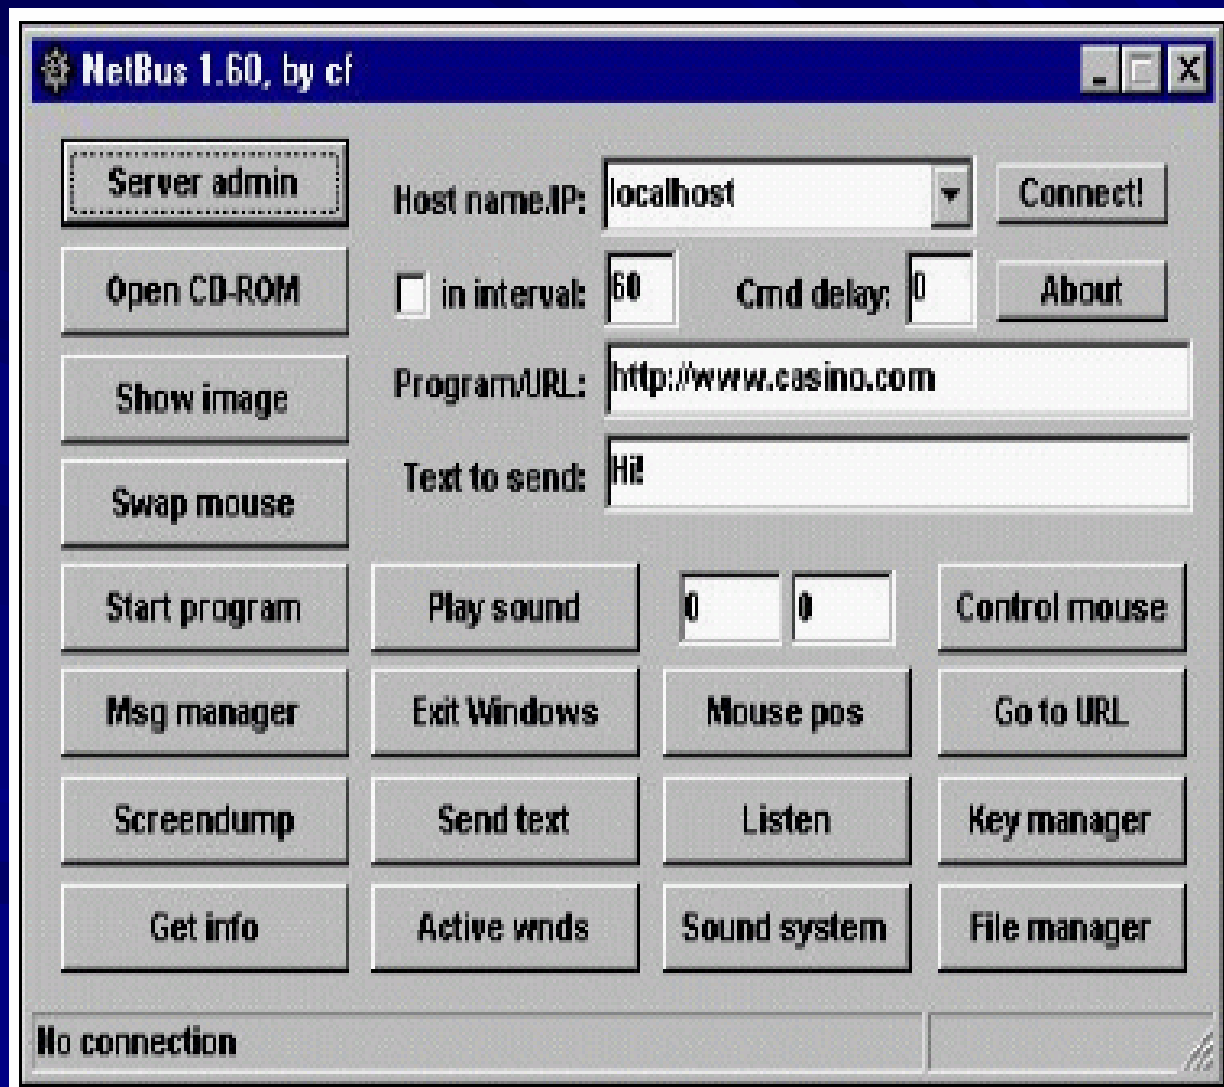 NetBus 1.60, by cf
Server admin
Host name/IP: localhost Connect!
Open CD-ROM
in interval: 60 Cmd delay: 0 About
Show image
Program/URL: http://www.casino.com
Swap mouse
Text to send: Hi!
Start program Play sound 0 0 Control mouse
Msg manager Exit Windows Mouse pos Go to URL
Screendump Send text Listen Key manager
Get info Active wnds Sound system File manager
No connection